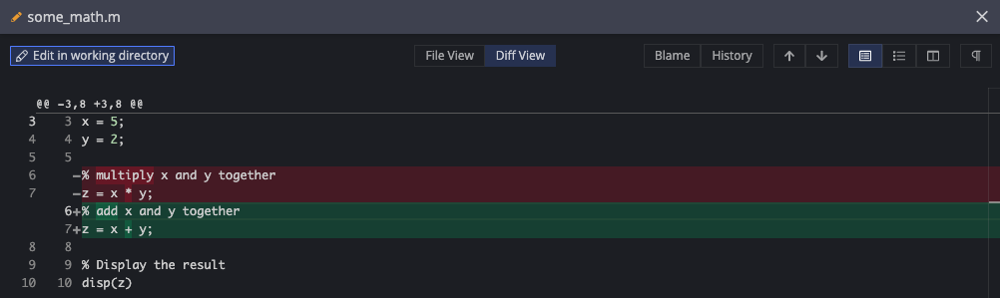 some_math.m
Edit in working directory File View Diff View Blame History
@@ -3,8 +3,8 @@
3 3 x = 5;
4 4 y = 2;
5 5
6 -% multiply x and y together
7 -z = x * y;
6+% add x and y together
7+z = x + y;
8 8
9 9 % Display the result
10 10 disp(z)